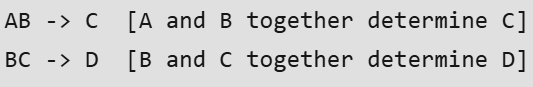 AB -> C  [A and B together determine C]
BC -> D  [B and C together determine D]